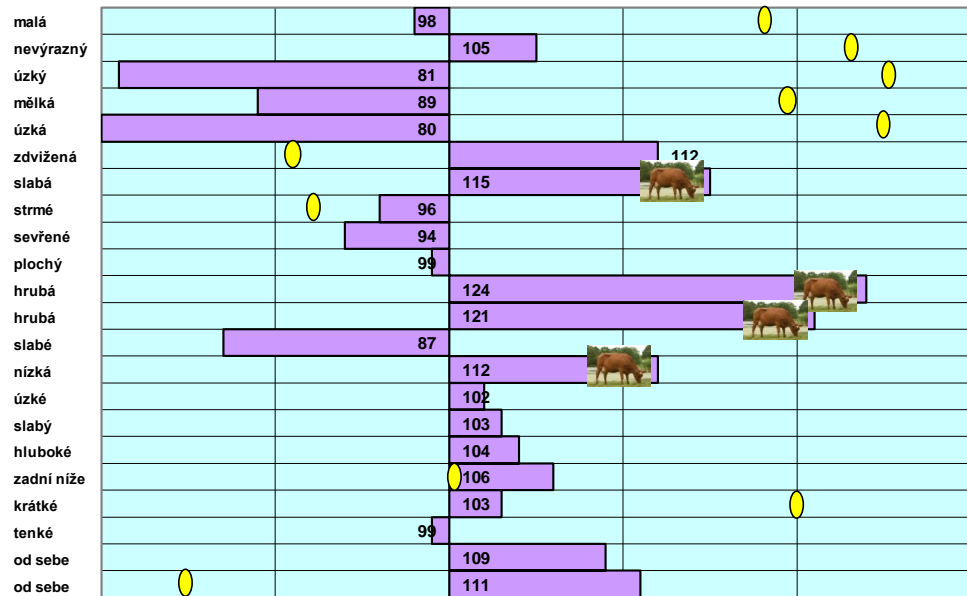 malá 98
nevýrazný 105
úzký 81
mělká 89
úzká 80
zdvižená 112
slabá 115
strmé 96
sevřené 94
plochý 99
hrubá 124
hrubá 121
slabé 87
nízká 112
úzké 102
slabý 103
hluboké 104
zadní níže 106
krátké 103
tenké 99
od sebe 109
od sebe 111